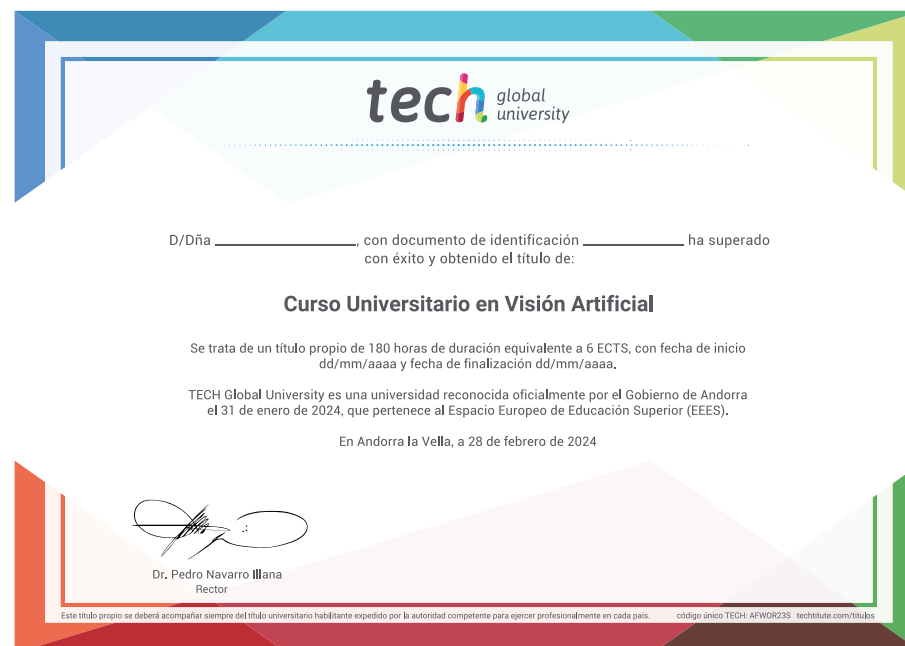 tech global
university
D/Dña ______________, con documento de identificación ____________ ha superado
con éxito y obtenido el título de:
Curso Universitario en Visión Artificial
Se trata de un título propio de 180 horas de duración equivalente a 6 ECTS, con fecha de inicio
dd/mm/aaaa y fecha de finalización dd/mm/aaaa.
TECH Global University es una universidad reconocida oficialmente por el Gobierno de Andorra
el 31 de enero de 2024, que pertenece al Espacio Europeo de Educación Superior (EEES).
En Andorra la Vella, a 28 de febrero de 2024
Dr. Pedro Navarro Illana
Rector
Este título propio se deberá acompañar siempre del título universitario habilitante expedido por la autoridad competente para ejercer profesionalmente en cada país. código único TECH: AFWOR23S techtitute.com/titulos